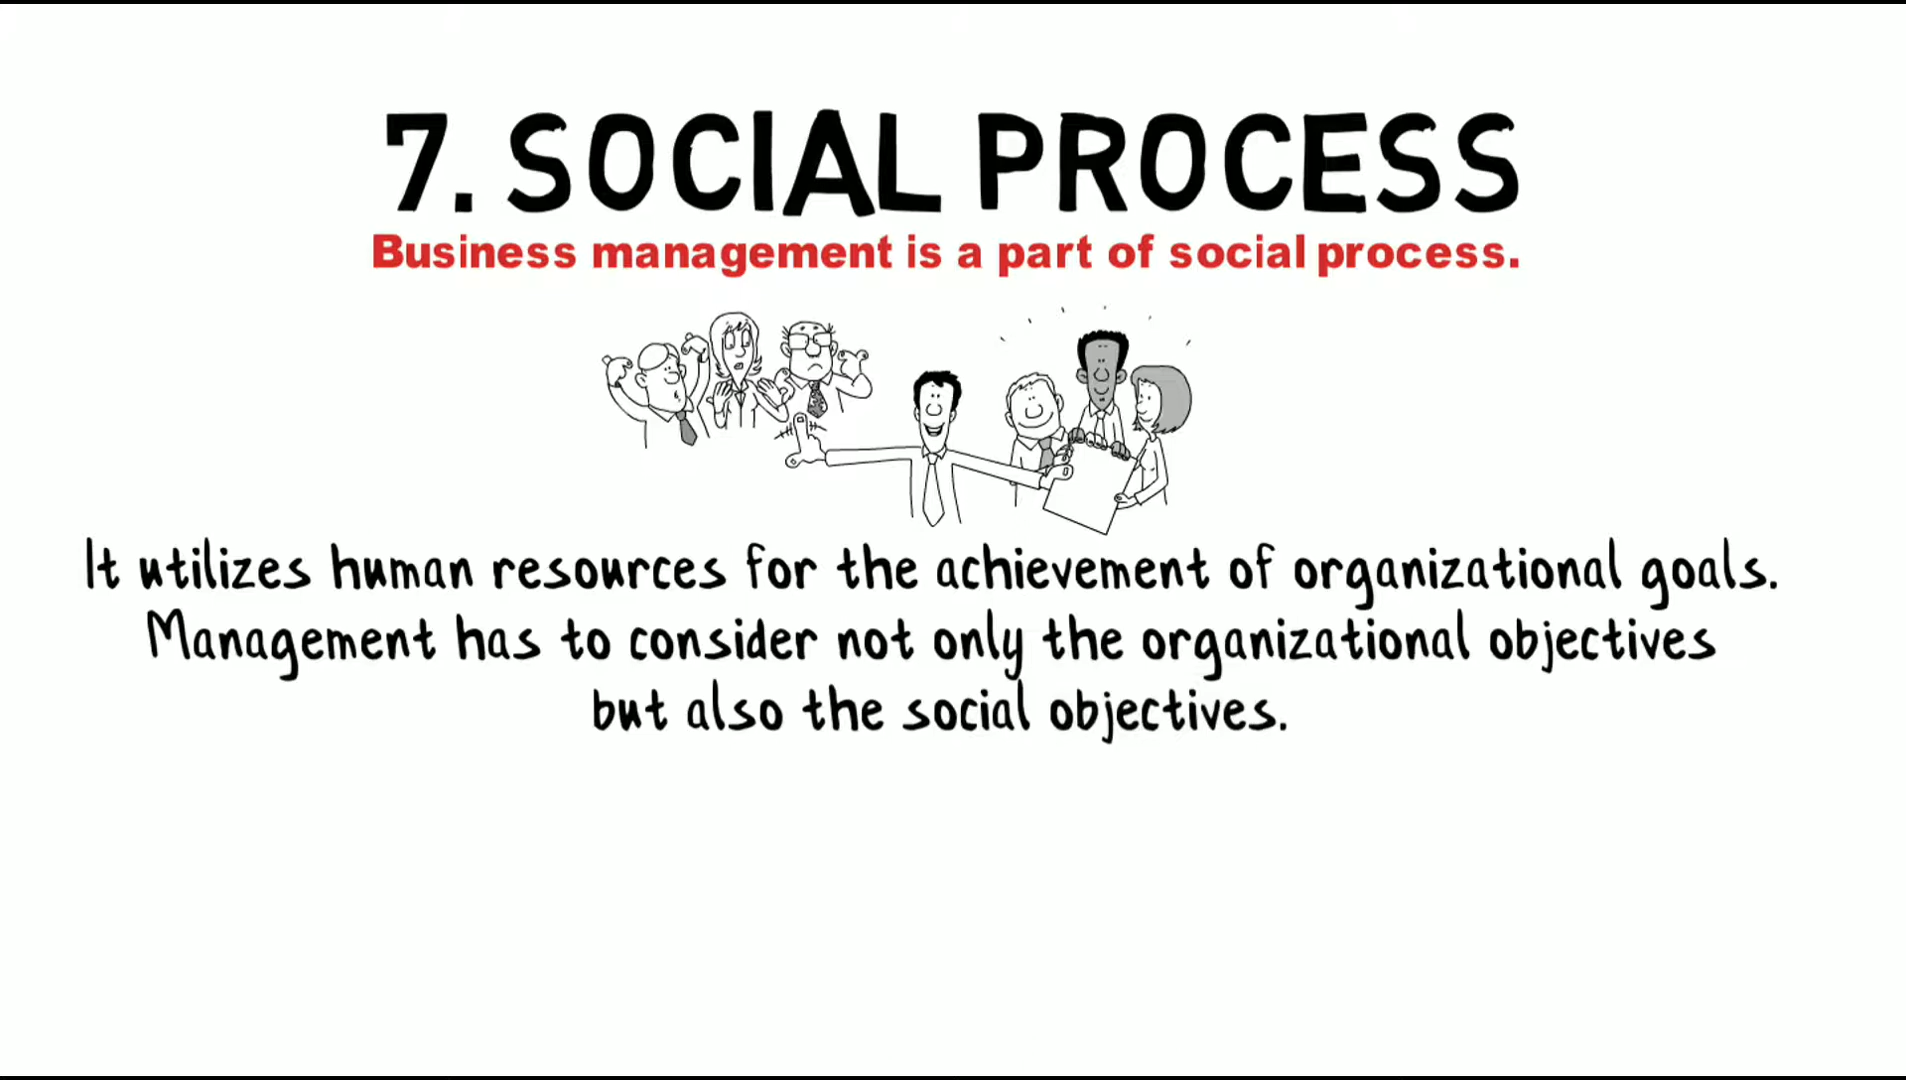 7. SOCIAL PROCESS
Business management is a part of social process.
It utilizes human resources for the achievement of organizational goals.
Management has to consider not only the organizational objectives
but also the social objectives.